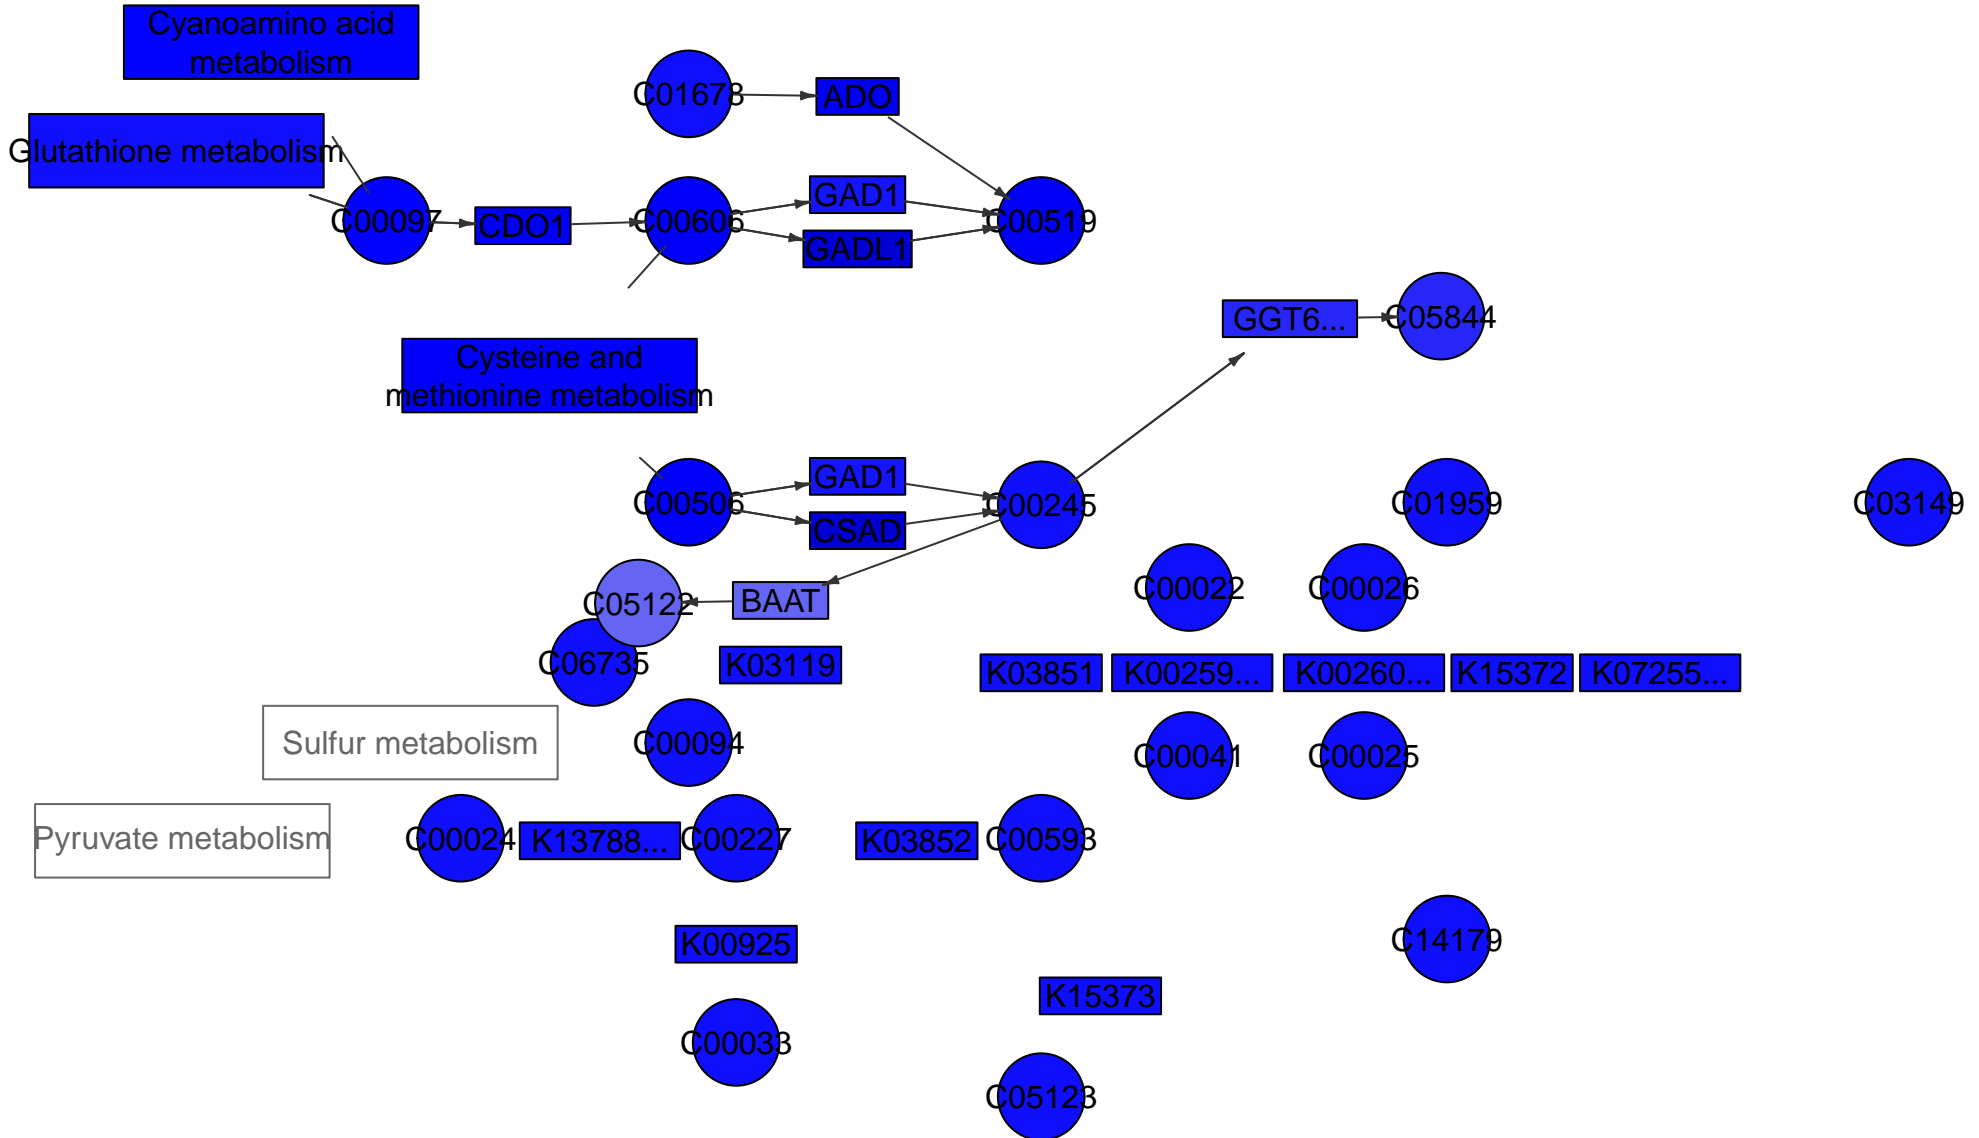 Cyanoamino acid
metabolism
C01678
ADO
Glutathione metabolism
C00097
CDO1
C00606
GAD1
GADL1
C00519
GGT6...
C05844
Cysteine and
methionine metabolism
C00506
GAD1
CSAD
C00245
C01959
C03149
C05122
BAAT
C00022
C00026
C06735
K03119
K03851
K00259...
K00260...
K15372
K07255...
Sulfur metabolism
C00094
C00041
C00025
Pyruvate metabolism
C00024
K13788...
C00227
K03852
C00593
K00925
C14179
K15373
C00033
C05123